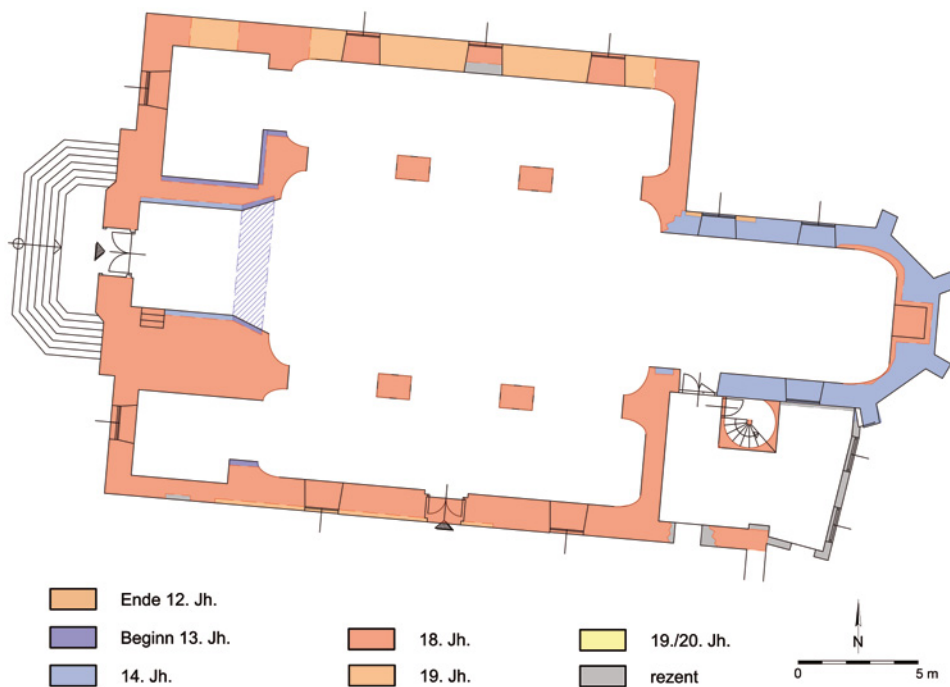 Ende 12. Jh.
Beginn 13. Jh.
14. Jh.
18. Jh.
19. Jh.
19./20. Jh.
rezent
N
0 5 m